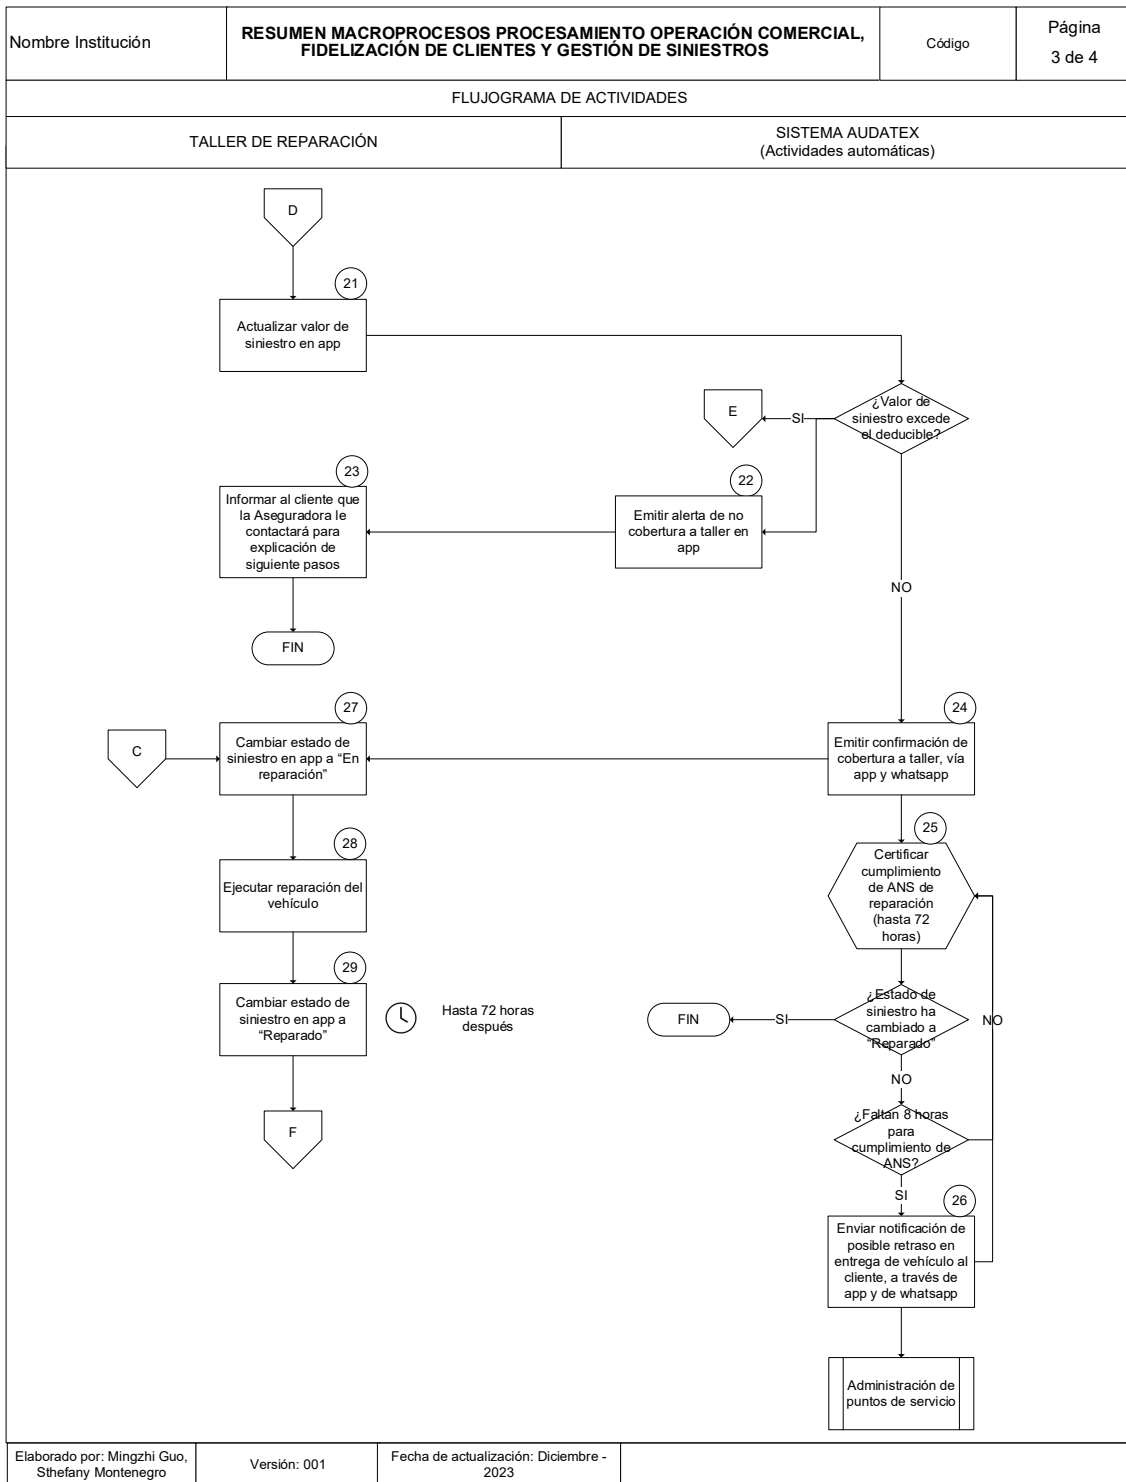 Nombre Institución
RESUMEN MACROPROCESOS PROCESAMIENTO OPERACIÓN COMERCIAL,
FIDELIZACIÓN DE CLIENTES Y GESTIÓN DE SINIESTROS
Código
Página
3 de 4
FLUJOGRAMA DE ACTIVIDADES
TALLER DE REPARACIÓN
SISTEMA AUDATEX
(Actividades automáticas)
D
21
Actualizar valor de
siniestro en app
¿Valor de
siniestro excede
el deducible?
SI
E
22
Emitir alerta de no
cobertura a taller en
app
23
Informar al cliente que
la Aseguradora le
contactará para
explicación de
siguiente pasos
FIN
NO
24
Emitir confirmación de
cobertura a taller, vía
app y whatsapp
27
Cambiar estado de
siniestro en app a “En
reparación”
C
25
Certificar
cumplimiento
de ANS de
reparación
(hasta 72
horas)
28
Ejecutar reparación del
vehículo
29
Cambiar estado de
siniestro en app a
“Reparado”
Hasta 72 horas
después
F
¿Estado de
siniestro ha
cambiado a
“Reparado”
SI
FIN
NO
NO
¿Faltan 8 horas
para
cumplimiento de
ANS?
SI
26
Enviar notificación de
posible retraso en
entrega de vehículo al
cliente, a través de
app y de whatsapp
Administración de
puntos de servicio
Elaborado por: Mingzhi Guo,
Sthefany Montenegro
Versión: 001
Fecha de actualización: Diciembre -
2023